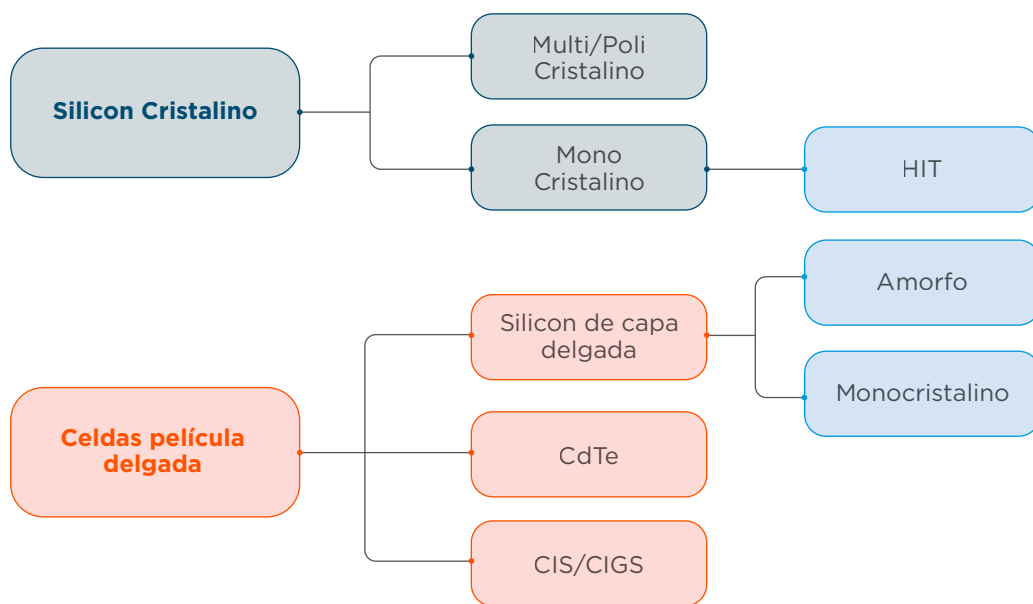 Silicon Cristalino
Multi/Poli
Cristalino
Mono
Cristalino
HIT
Celdas película
delgada
Silicon de capa
delgada
Amorfo
Monocristalino
CdTe
CIS/CIGS